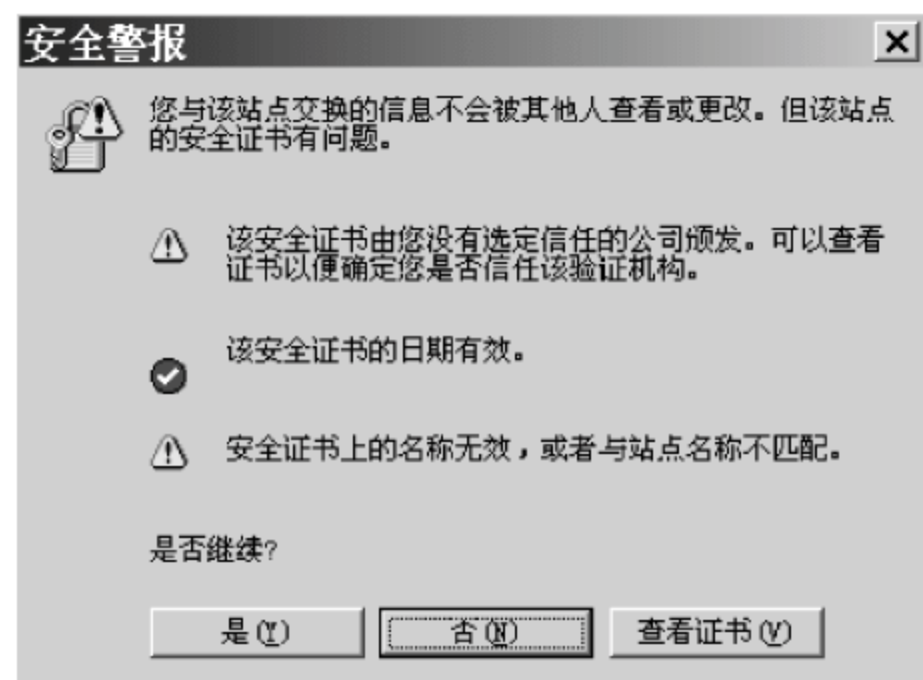 安全警报
您与该站点交换的信息不会被其他人查看或更改。但该站点
的安全证书有问题。
该安全证书由您没有选定信任的公司颁发。可以查看
证书以便确定您是否信任该验证机构。
该安全证书的日期有效。
安全证书上的名称无效，或者与站点名称不匹配。
是否继续?
是(Y)
否(N)
查看证书(V)